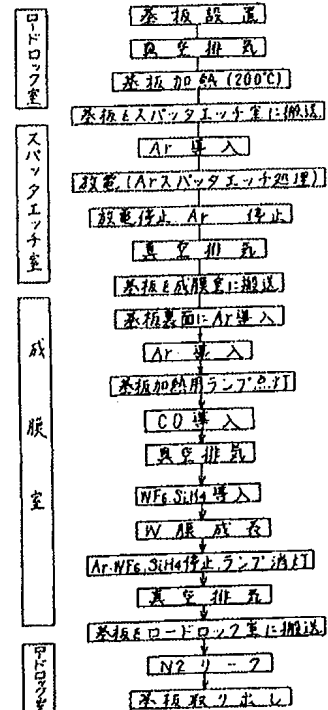 ロードロック室
基板設置
真空排気
基板加熱(200℃)
基板をスパッタエッチ室に搬送
スパッタエッチ室
Ar 導入
放電(Arスパッタエッチ処理)
放電停止 Ar 停止
真空排気
基板を成膜室に搬送
成膜室
基板裏面にAr導入
Ar 導入
基板加熱用ランプ点灯
CO導入
真空排気
WF6.SiH4導入
W膜成長
Ar.WF6.SiH4停止.ランプ消灯
真空排気
基板をロードロック室に搬送
ロードロック室
N2リーク
基板取り出し